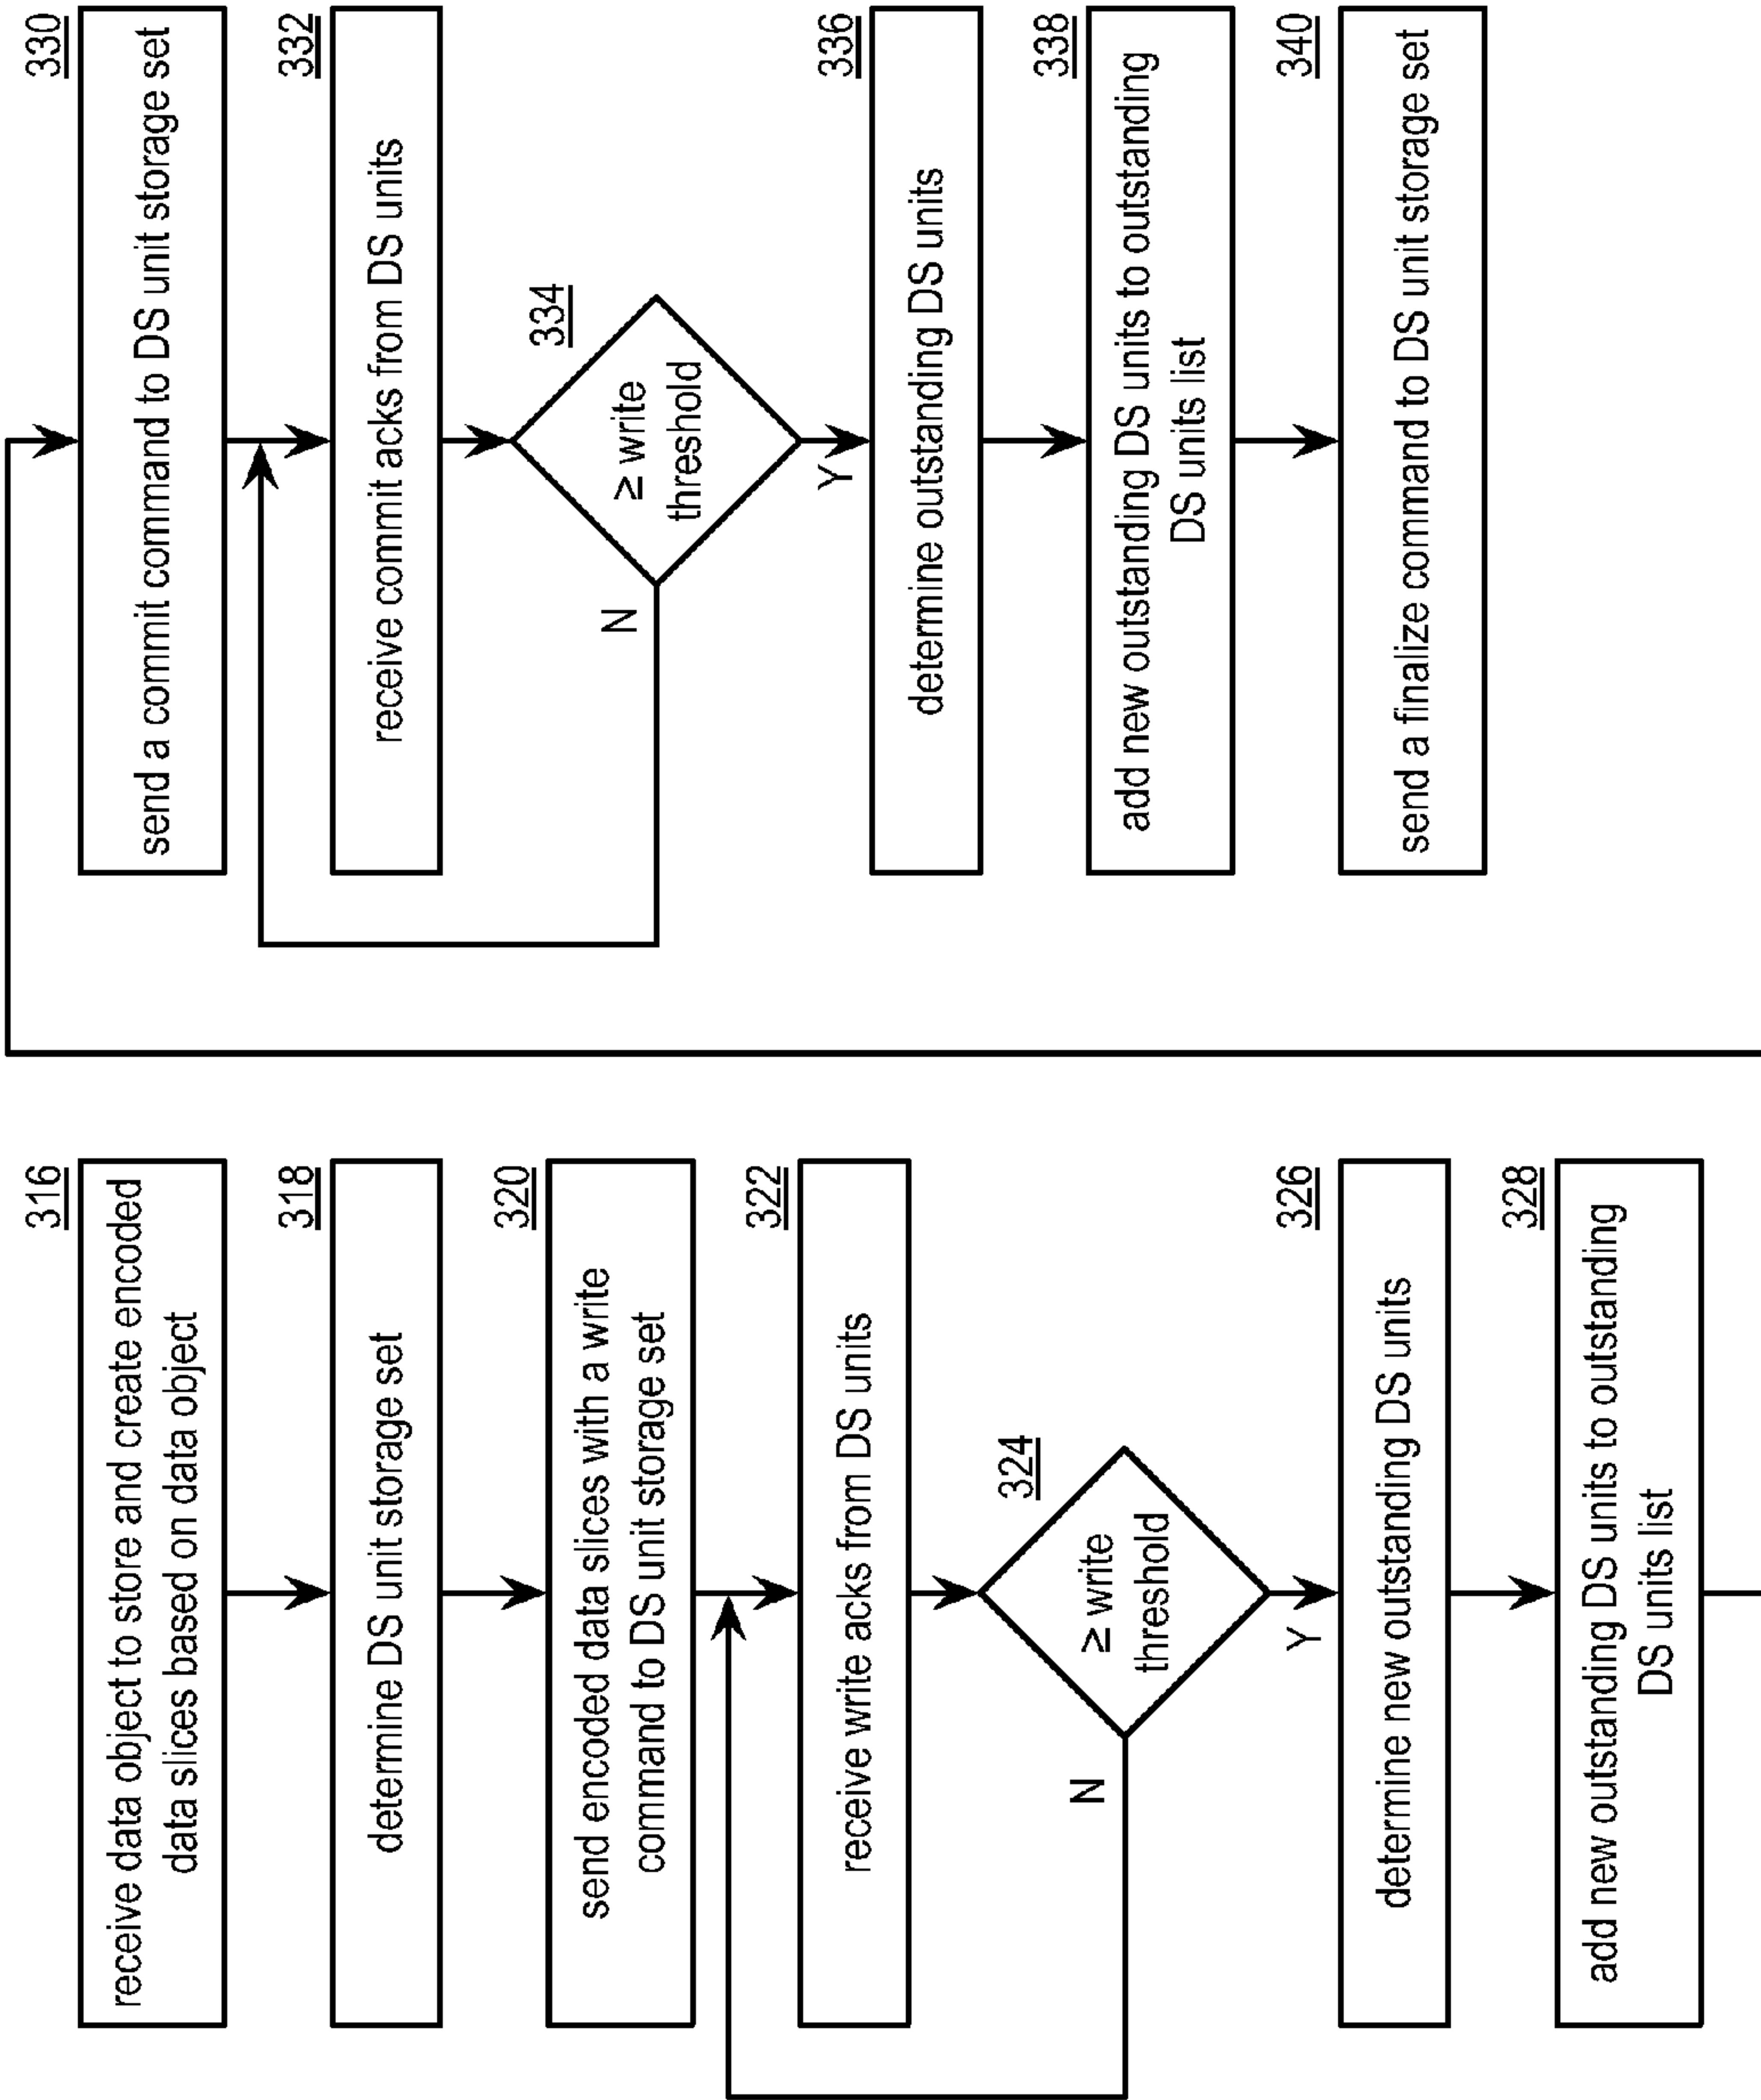 316
receive data object to store and create encoded
data slices based on data object
318
determine DS unit storage set
320
send encoded data slices with a write
command to DS unit storage set
322
receive write acks from DS units
324
≥ write
threshold
N
Y
326
determine new outstanding DS units
328
add new outstanding DS units to outstanding
DS units list
330
send a commit command to DS unit storage set
332
receive commit acks from DS units
334
≥ write
threshold
N
Y
336
determine outstanding DS units
338
add new outstanding DS units to outstanding
DS units list
340
send a finalize command to DS unit storage set